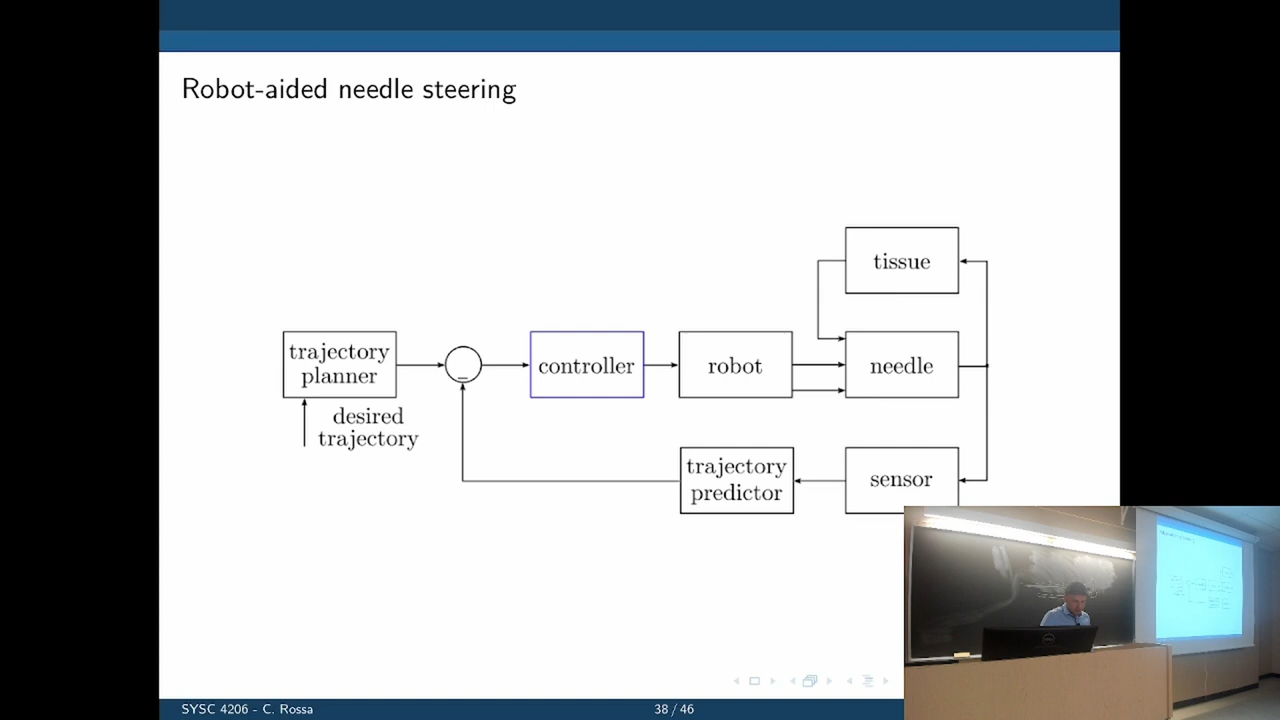 Robot-aided needle steering
tissue
trajectory
planner
controller
robot
needle
desired
trajectory
trajectory
predictor
sensor
SYSC 4206 - C. Rossa
38 / 46